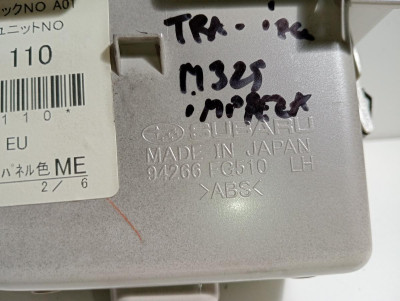 ックNO A01
ユニットNO
110
110*
EU
パネル色 ME
2/ 6
TRA-
M325
IMPREZA
SUBARU
MADE IN JAPAN
94266 FG510 LH
>ABS<